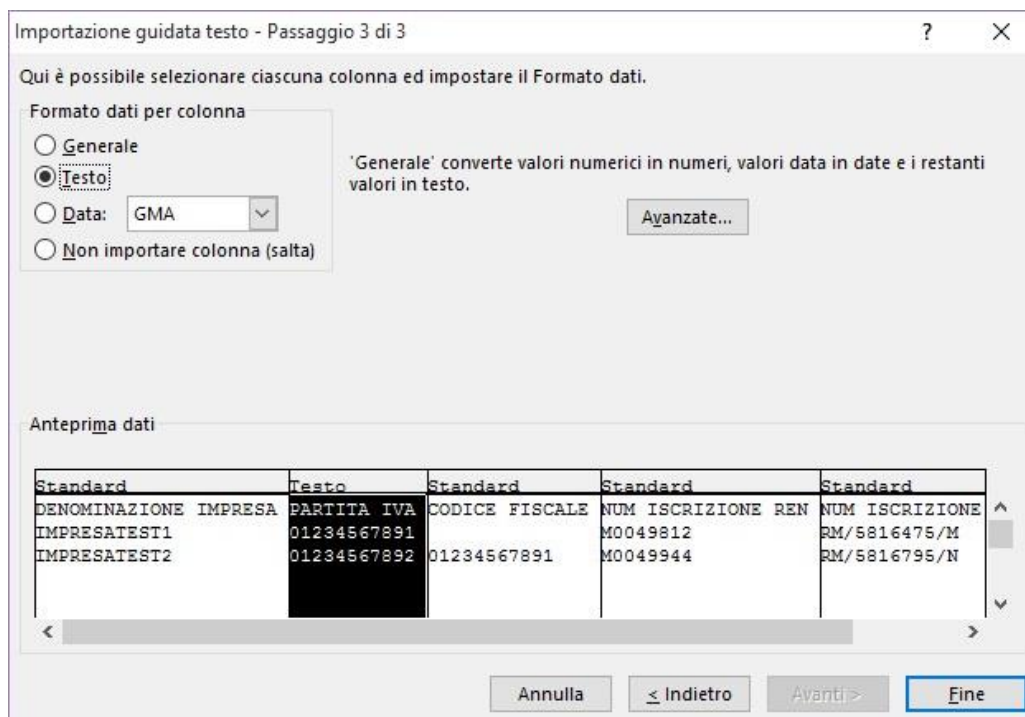 Importazione guidata testo - Passaggio 3 di 3 ?
Qui è possibile selezionare ciascuna colonna ed impostare il Formato dati.
Formato dati per colonna
Generale
Testo
Data: GMA
Non importare colonna (salta)
'Generale' converte valori numerici in numeri, valori data in date e i restanti
valori in testo.
Avanzate...
Anteprima dati
Standard Testo Standard Standard Standard
DENOMINAZIONE IMPRESA PARTITA IVA CODICE FISCALE NUM ISCRIZIONE REN NUM ISCRIZIONE
IMPRESATEST1 01234567891 M0049812 RM/5816475/M
IMPRESATEST2 01234567892 01234567891 M0049944 RM/5816795/N
Annulla < Indietro Avanti > Fine